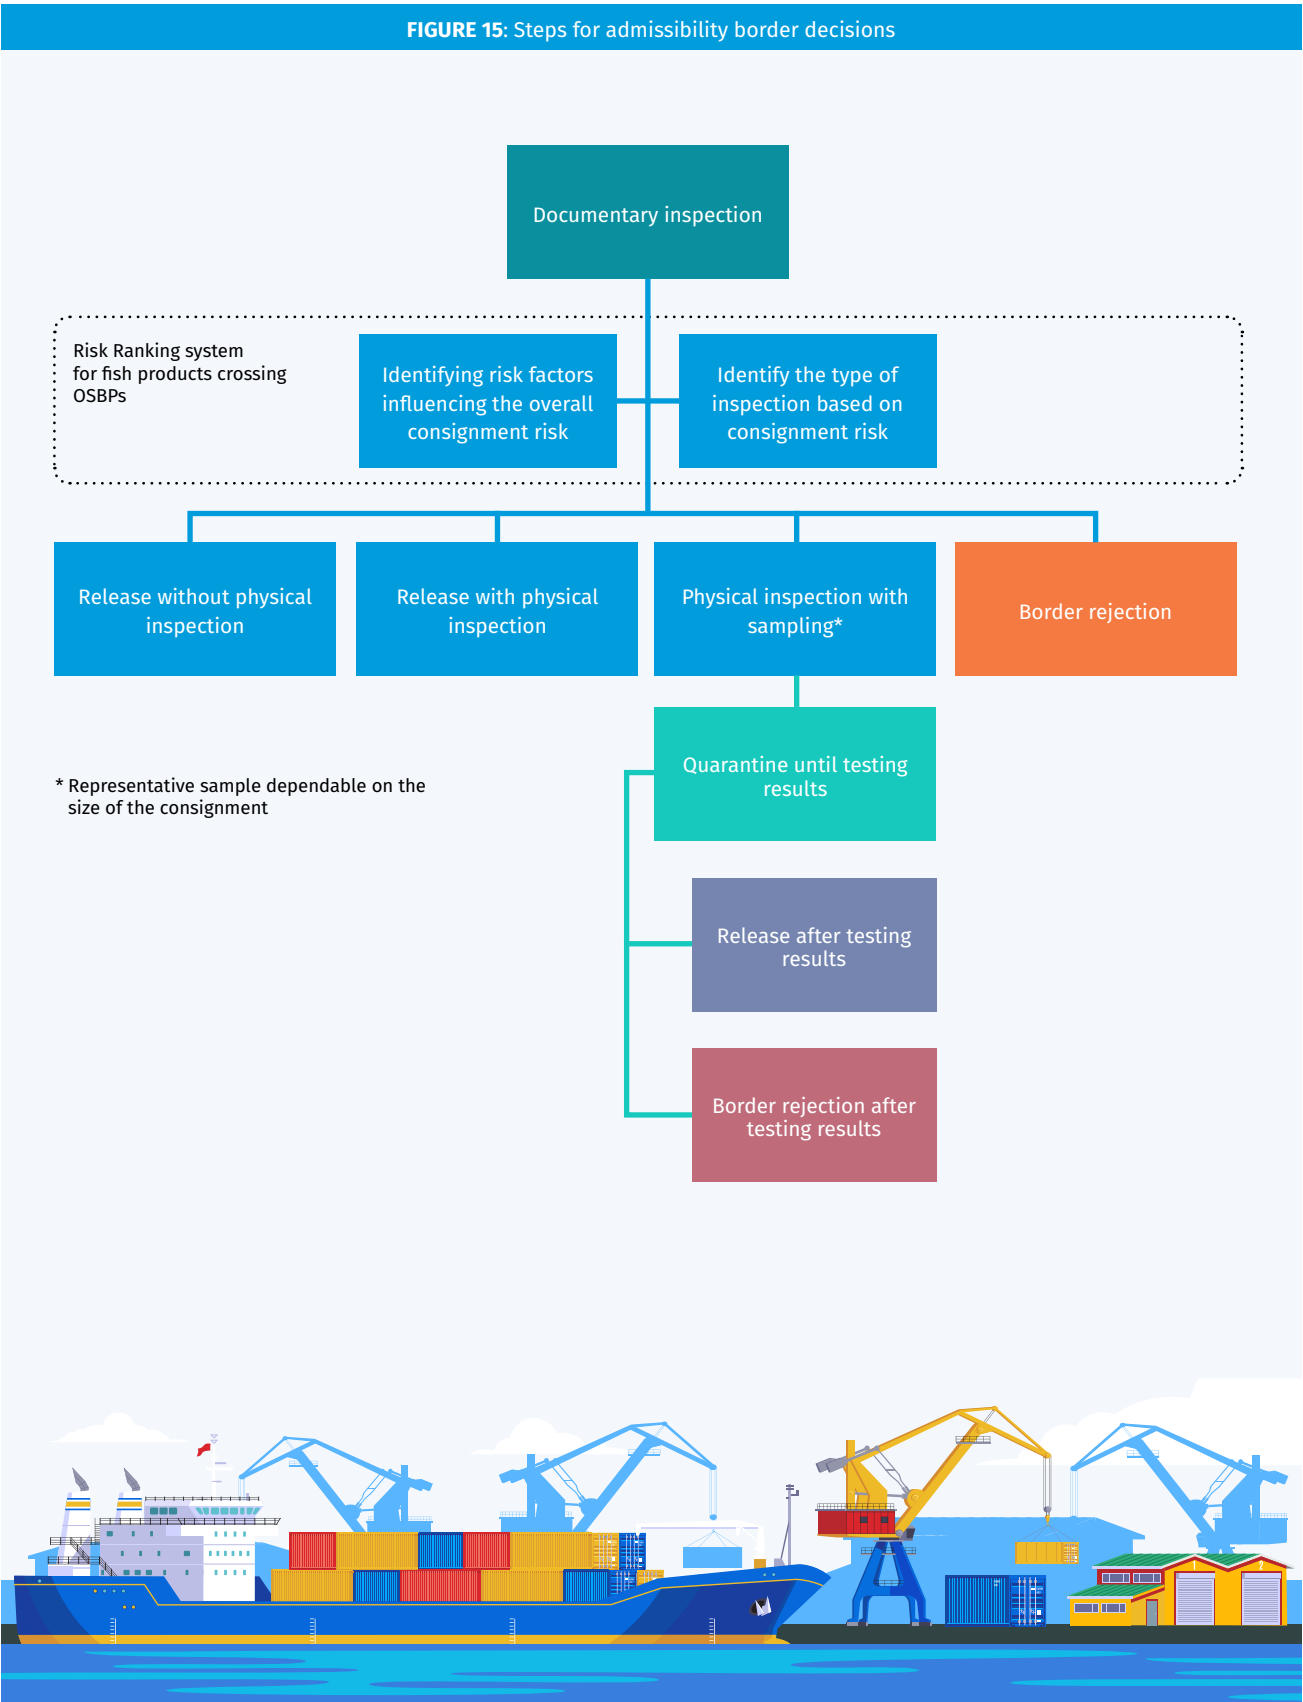 FIGURE 15: Steps for admissibility border decisions
Documentary inspection
Risk Ranking system
for fish products crossing
OSBPs
Identifying risk factors
influencing the overall
consignment risk
Identify the type of
inspection based on
consignment risk
Release without physical
inspection
Release with physical
inspection
Physical inspection with
sampling*
Border rejection
Quarantine until testing
results
* Representative sample dependable on the
size of the consignment
Release after testing
results
Border rejection after
testing results
1
2